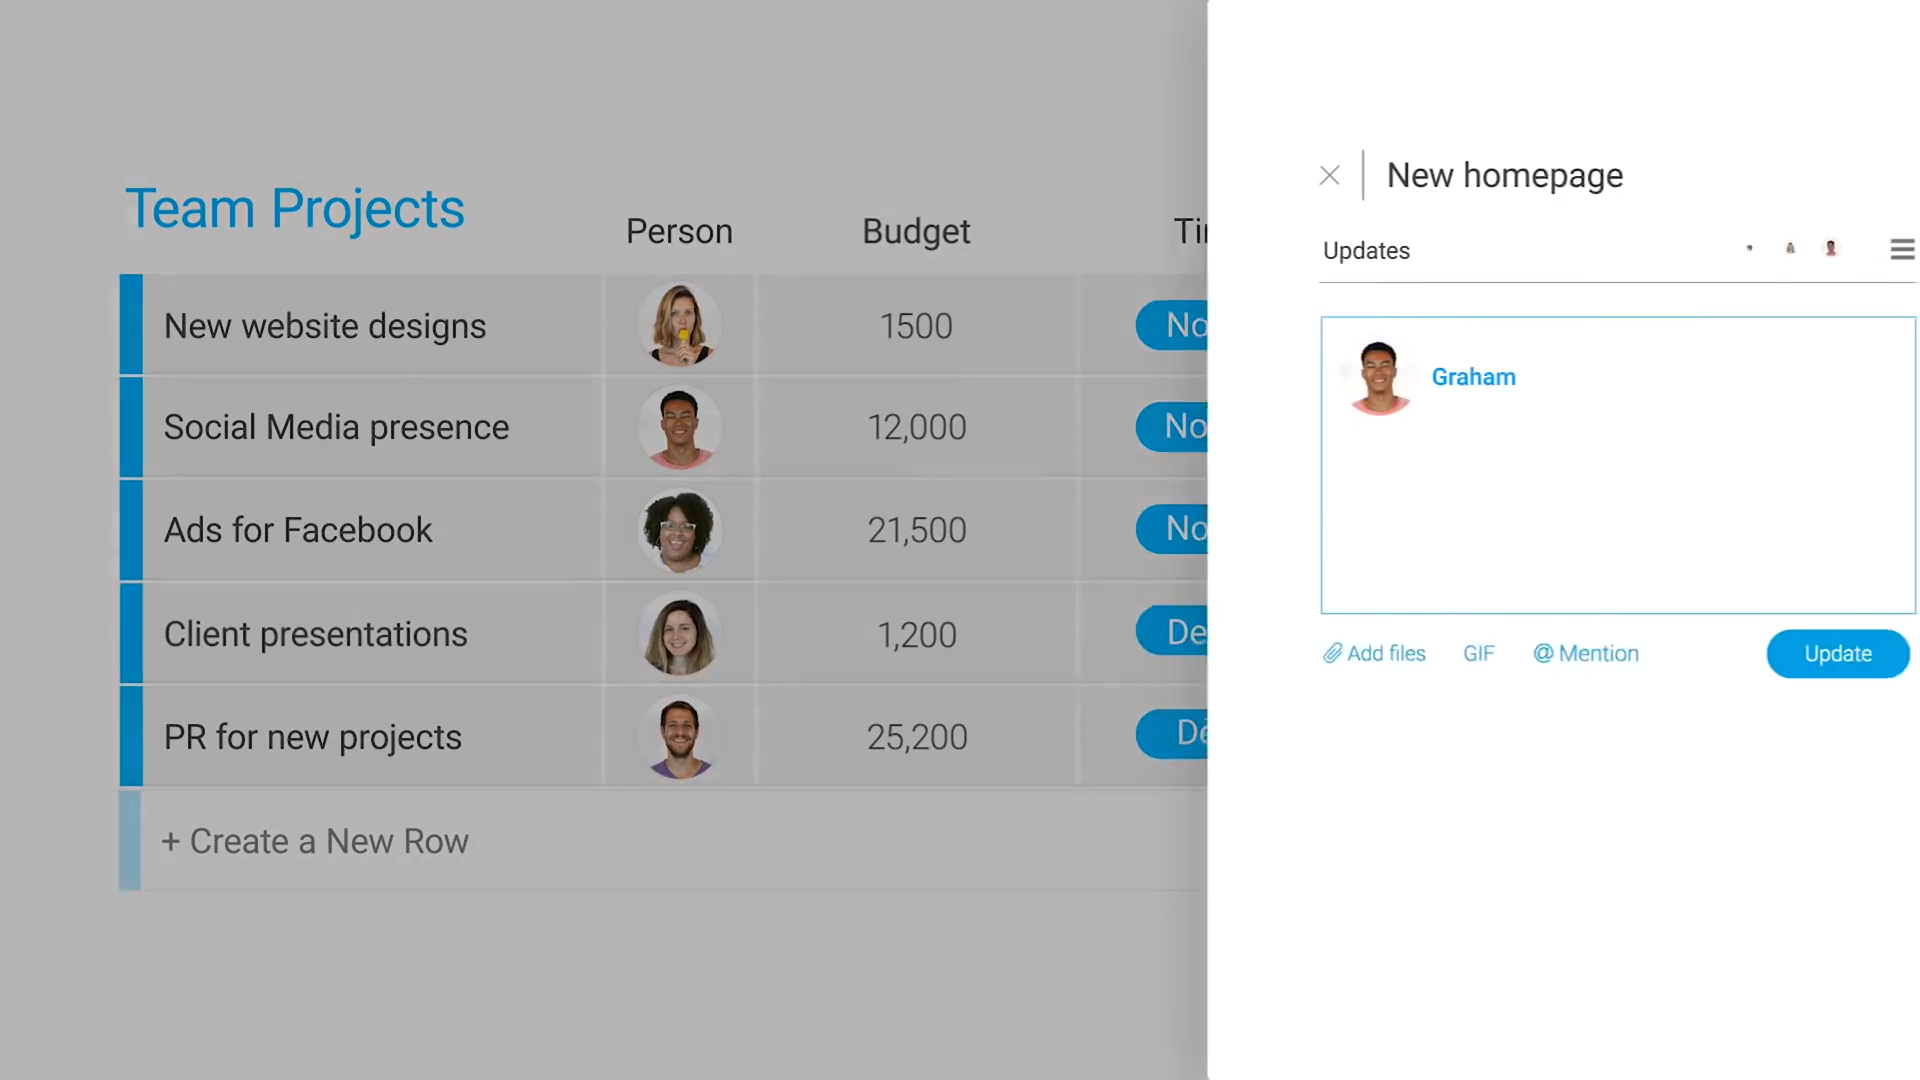 Team Projects
Person Budget
New website designs 1500
Social Media presence 12,000
Ads for Facebook 21,500
Client presentations 1,200
PR for new projects 25,200
+ Create a New Row
New homepage
Updates
Graham
Add files GIF @ Mention Update